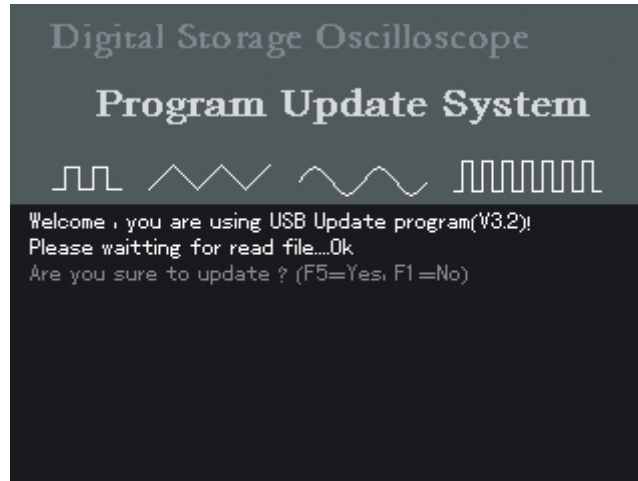 Digital Storage Oscilloscope
Program Update System
Welcome , you are using USB Update program(V3.2)!
Please waitting for read file....Ok
Are you sure to update ? (F5=Yes, F1=No)